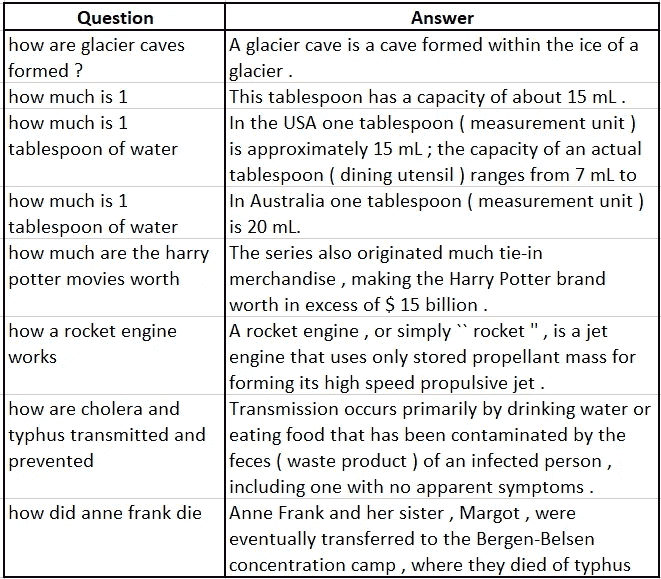 Question Answer
how are glacier caves formed ? A glacier cave is a cave formed within the ice of a glacier .
how much is 1 This tablespoon has a capacity of about 15 mL .
how much is 1 tablespoon of water In the USA one tablespoon ( measurement unit ) is approximately 15 mL ; the capacity of an actual tablespoon ( dining utensil ) ranges from 7 mL to
how much is 1 tablespoon of water In Australia one tablespoon ( measurement unit ) is 20 mL.
how much are the harry potter movies worth The series also originated much tie-in merchandise , making the Harry Potter brand worth in excess of $ 15 billion .
how a rocket engine works A rocket engine , or simply `` rocket " , is a jet engine that uses only stored propellant mass for forming its high speed propulsive jet .
how are cholera and typhus transmitted and prevented Transmission occurs primarily by drinking water or eating food that has been contaminated by the feces ( waste product ) of an infected person , including one with no apparent symptoms .
how did anne frank die Anne Frank and her sister , Margot , were eventually transferred to the Bergen-Belsen concentration camp , where they died of typhus